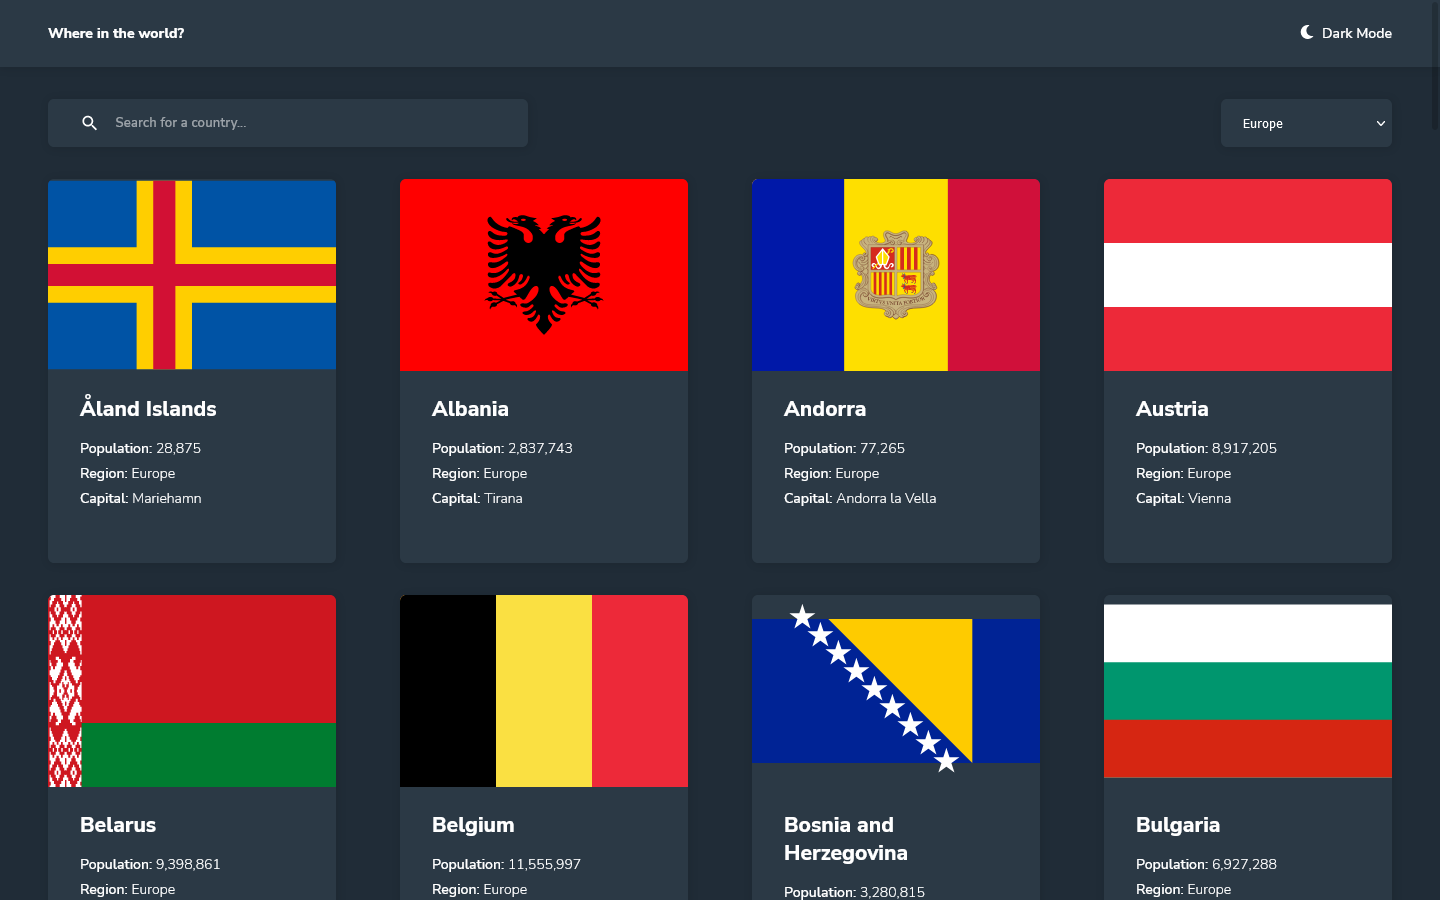 Where in the world?
Dark Mode
Search for a country...
Europe
Åland Islands
Population: 28,875
Region: Europe
Capital: Mariehamn
Albania
Population: 2,837,743
Region: Europe
Capital: Tirana
Andorra
Population: 77,265
Region: Europe
Capital: Andorra la Vella
Austria
Population: 8,917,205
Region: Europe
Capital: Vienna
Belarus
Population: 9,398,861
Region: Europe
Belgium
Population: 11,555,997
Region: Europe
Bosnia and
Herzegovina
Population: 3,280,815
Bulgaria
Population: 6,927,288
Region: Europe